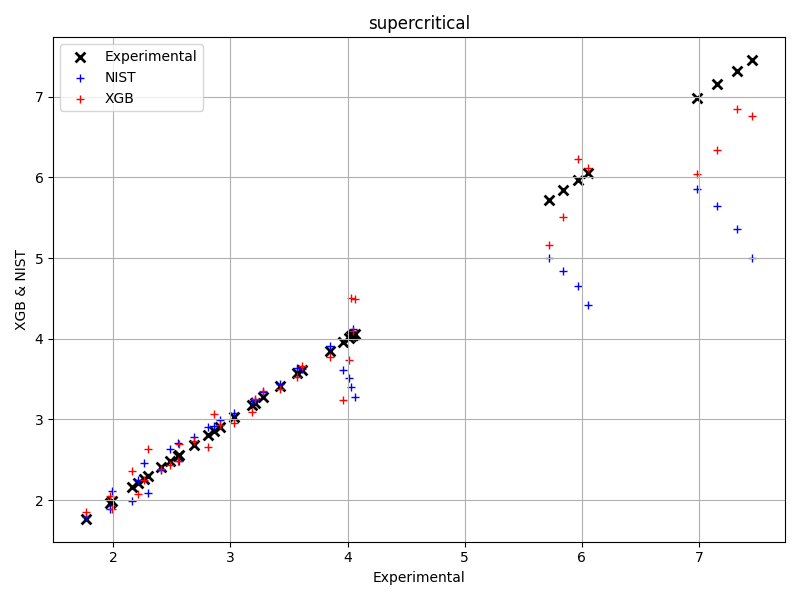 supercritical
Experimental
NIST
XGB
7
6
5
4
3
2
XGB & NIST
2 3 4 5 6 7
Experimental